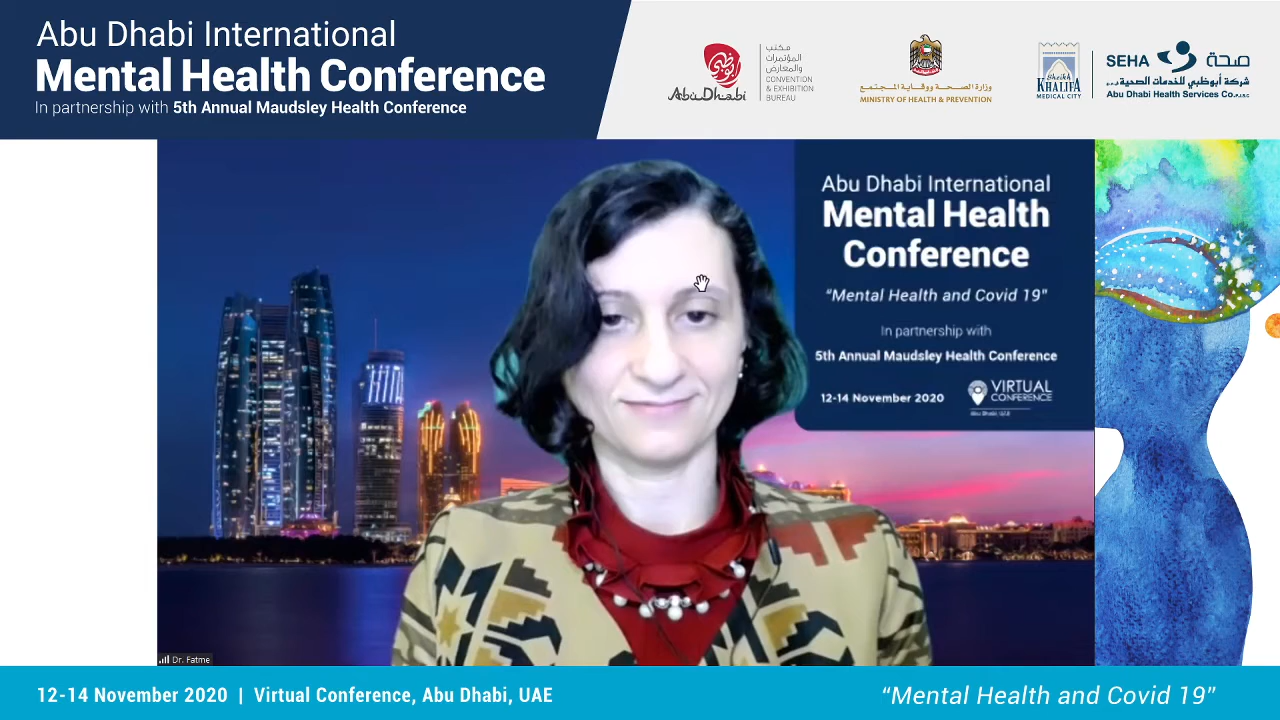 Abu Dhabi International
Mental Health Conference
In partnership with 5th Annual Maudsley Health Conference
AbuDhabi
مكتب
المؤتمرات
والمعارض
CONVENTION
& EXHIBITION
BUREAU
وزارة الصحة ووقاية المجتمع
MINISTRY OF HEALTH & PREVENTION
Sheikh
KHALIFA
MEDICAL CITY
SEHA صحة
شركة أبوظبي للخدمات الصحية ش.م.ع
Abu Dhabi Health Services Co. PJSC
Abu Dhabi International
Mental Health
Conference
“Mental Health and Covid 19”
In partnership with
5th Annual Maudsley Health Conference
12-14 November 2020
VIRTUAL
CONFERENCE
Abu Dhabi, UAE
Dr. Fatme
12-14 November 2020 | Virtual Conference, Abu Dhabi, UAE
“Mental Health and Covid 19”